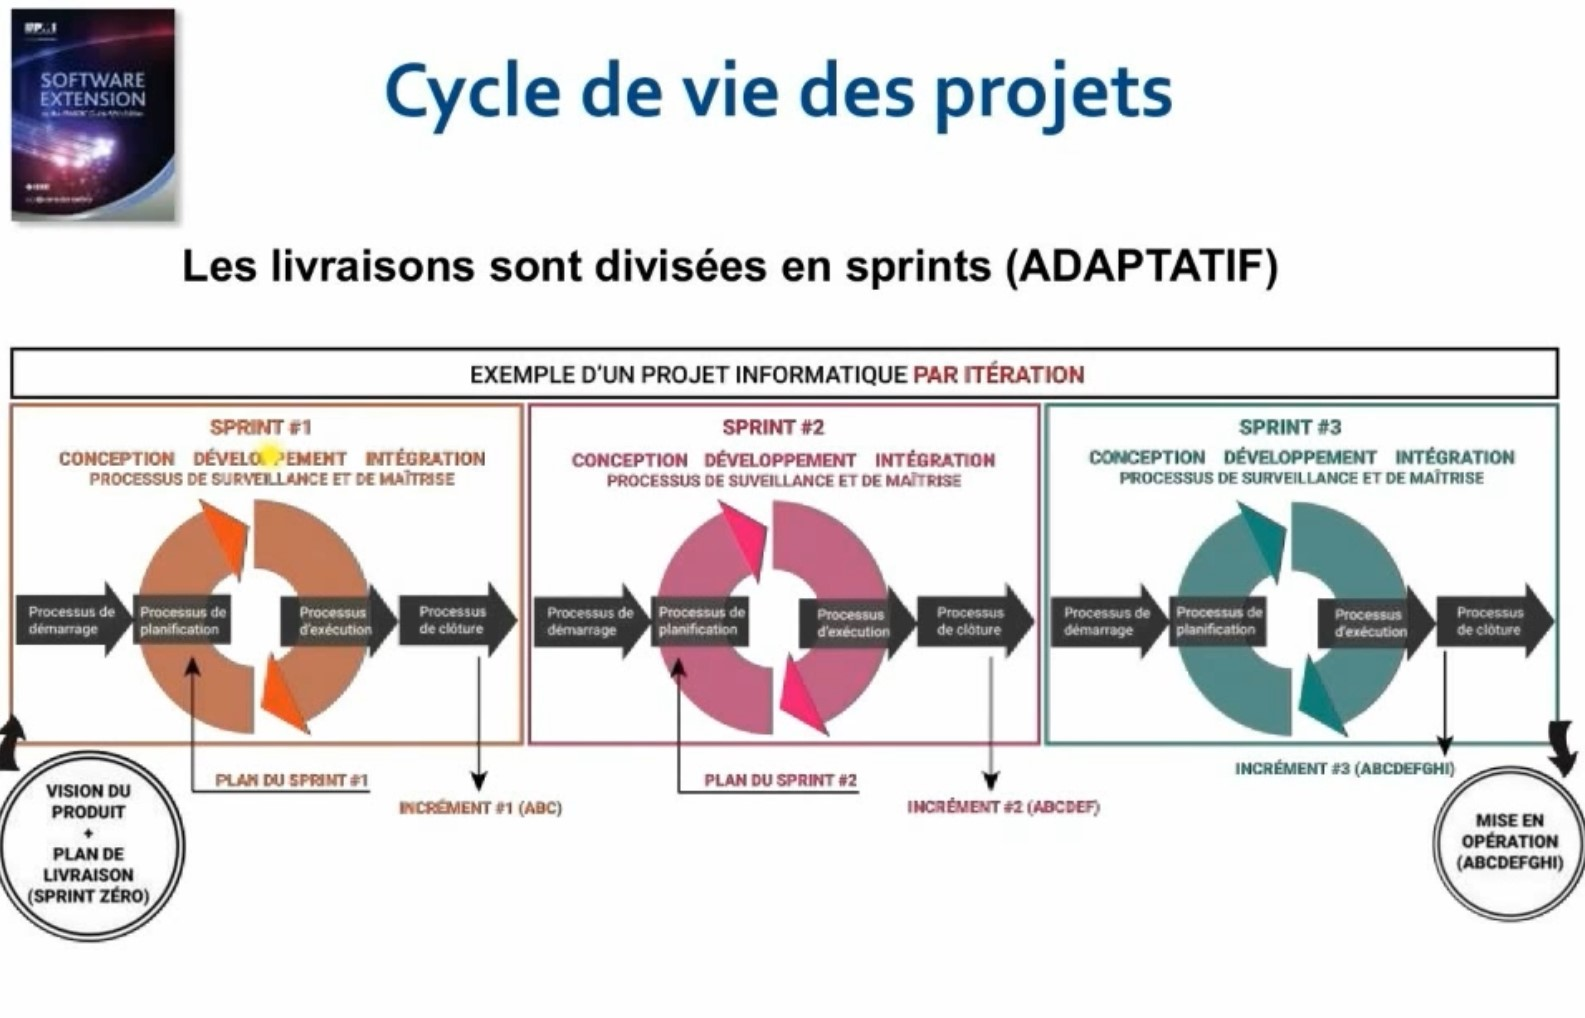 SOFTWARE
EXTENSION
Cycle de vie des projets
Les livraisons sont divisées en sprints (ADAPTATIF)
EXEMPLE D'UN PROJET INFORMATIQUE PAR ITÉRATION
SPRINT #1
CONCEPTION DÉVELOPPEMENT INTÉGRATION
PROCESSUS DE SURVEILLANCE ET DE MAÎTRISE
Processus de
démarrage
Processus de
planification
Processus
d'exécution
Processus
de clôture
PLAN DU SPRINT #1
INCRÉMENT #1 (ABC)
SPRINT #2
CONCEPTION DÉVELOPPEMENT INTÉGRATION
PROCESSUS DE SUVEILLANCE ET DE MAÎTRISE
Processus de
démarrage
Processus de
planification
Processus
d'exécution
Processus
de clôture
PLAN DU SPRINT #2
INCRÉMENT #2 (ABCDEF)
SPRINT #3
CONCEPTION DÉVELOPPEMENT INTÉGRATION
PROCESSUS DE SURVEILLANCE ET DE MAÎTRISE
Processus de
démarrage
Processus de
planification
Processus
d'exécution
Processus
de clôture
INCRÉMENT #3 (ABCDEFGHI)
VISION DU
PRODUIT
+
PLAN DE
LIVRAISON
(SPRINT ZÉRO)
MISE EN
OPÉRATION
(ABCDEFGHI)